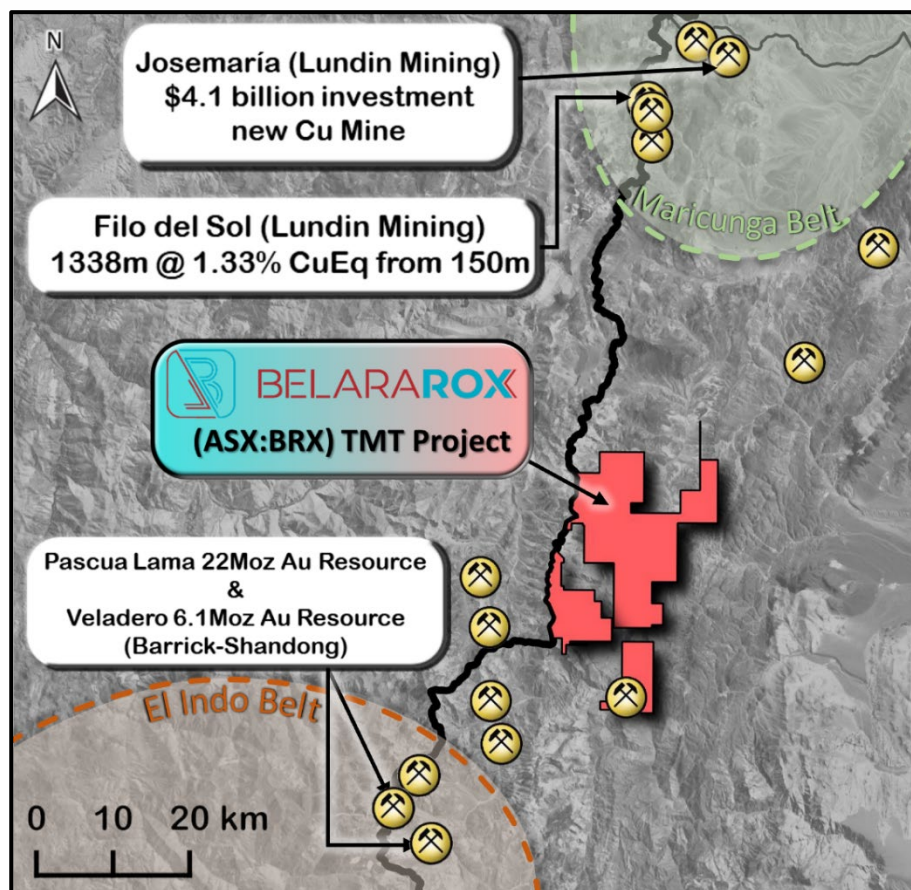 N
Josemaría (Lundin Mining)
$4.1 billion investment
new Cu Mine
Maricunga Belt
Filo del Sol (Lundin Mining)
1338m @ 1.33% CuEq from 150m
BELARAROX
(ASX:BRX) TMT Project
Pascua Lama 22Moz Au Resource
&
Veladero 6.1Moz Au Resource
(Barrick-Shandong)
El Indo Belt
0 10 20 km